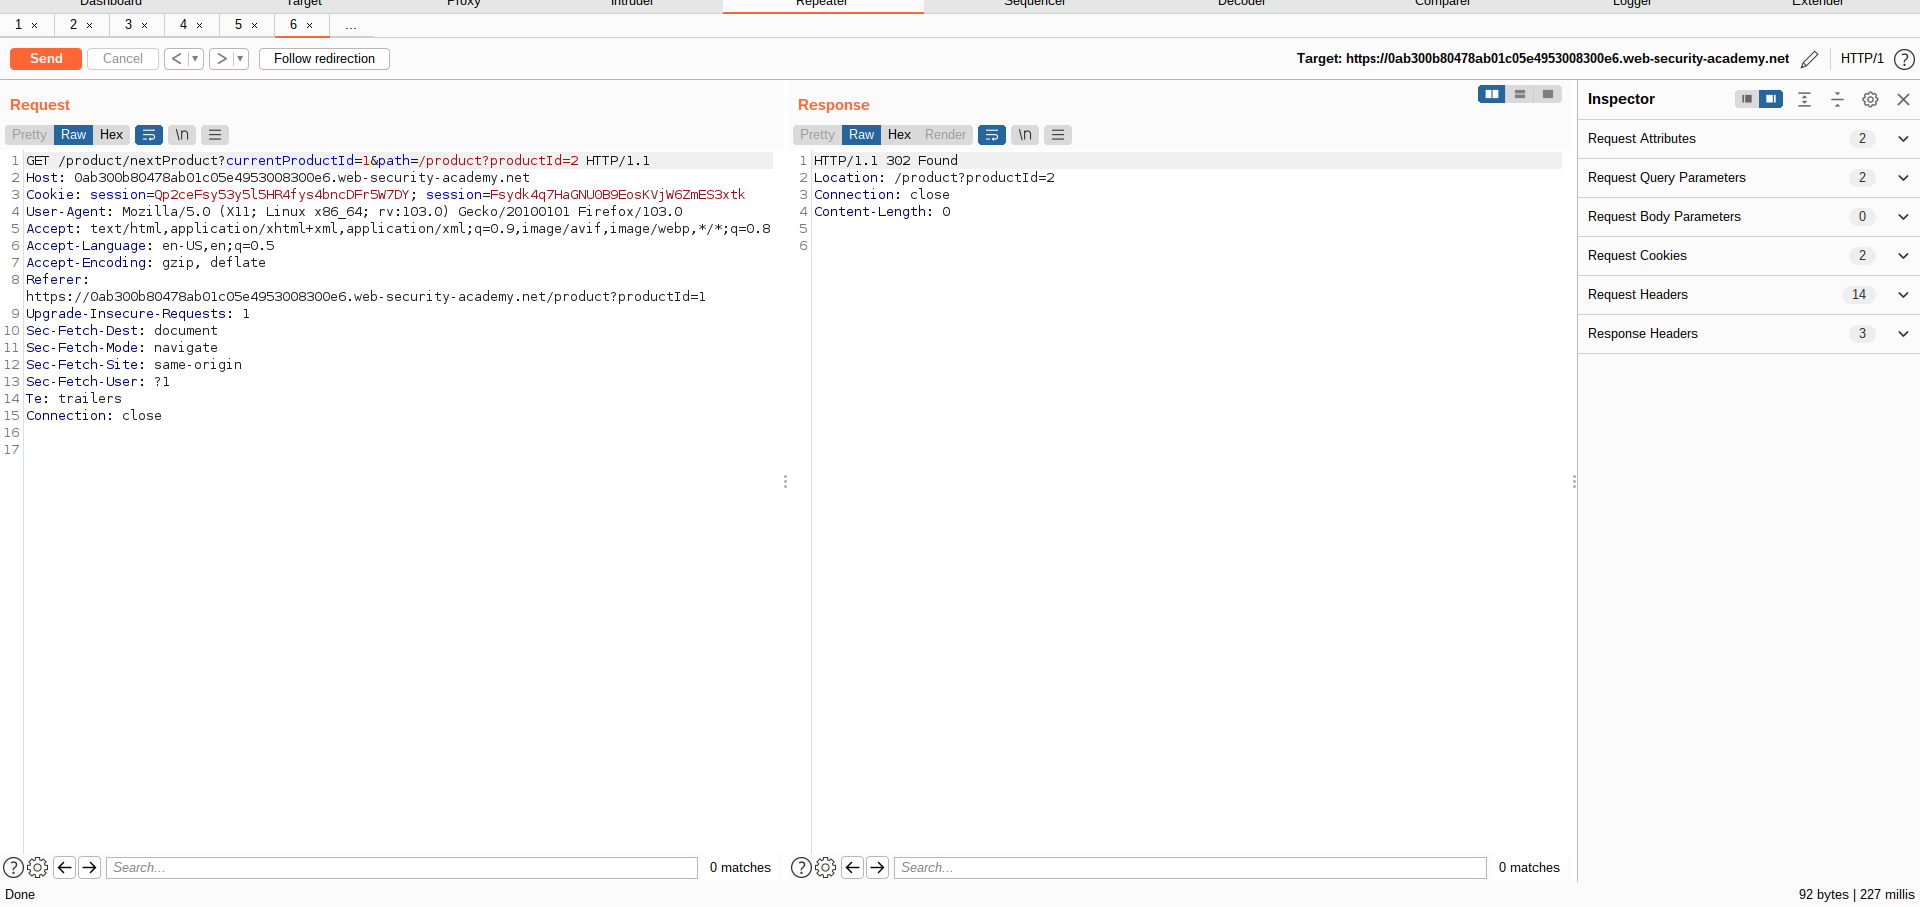 Dashboard Target Proxy Intruder Repeater Sequencer Decoder Comparer Logger Extender
1 × 2 × 3 × 4 × 5 × 6 × ...
Send Cancel < ▾ > ▾ Follow redirection Target: https://0ab300b80478ab01c05e4953008300e6.web-security-academy.net HTTP/1 ?
Request
Pretty Raw Hex \n
1 GET /product/nextProduct?currentProductId=1&path=/product?productId=2 HTTP/1.1
2 Host: 0ab300b80478ab01c05e4953008300e6.web-security-academy.net
3 Cookie: session=Qp2ceFsy53y5l5HR4fys4bncDFr5W7DY; session=Fsydk4q7HaGNU0B9EosKVjW6ZmES3xtk
4 User-Agent: Mozilla/5.0 (X11; Linux x86_64; rv:103.0) Gecko/20100101 Firefox/103.0
5 Accept: text/html,application/xhtml+xml,application/xml;q=0.9,image/avif,image/webp,*/*;q=0.8
6 Accept-Language: en-US,en;q=0.5
7 Accept-Encoding: gzip, deflate
8 Referer:
https://0ab300b80478ab01c05e4953008300e6.web-security-academy.net/product?productId=1
9 Upgrade-Insecure-Requests: 1
10 Sec-Fetch-Dest: document
11 Sec-Fetch-Mode: navigate
12 Sec-Fetch-Site: same-origin
13 Sec-Fetch-User: ?1
14 Te: trailers
15 Connection: close
16
17
? Search... 0 matches
Response
Pretty Raw Hex Render \n
1 HTTP/1.1 302 Found
2 Location: /product?productId=2
3 Connection: close
4 Content-Length: 0
5
6
? Search... 0 matches
Inspector
Request Attributes 2
Request Query Parameters 2
Request Body Parameters 0
Request Cookies 2
Request Headers 14
Response Headers 3
Done 92 bytes | 227 millis